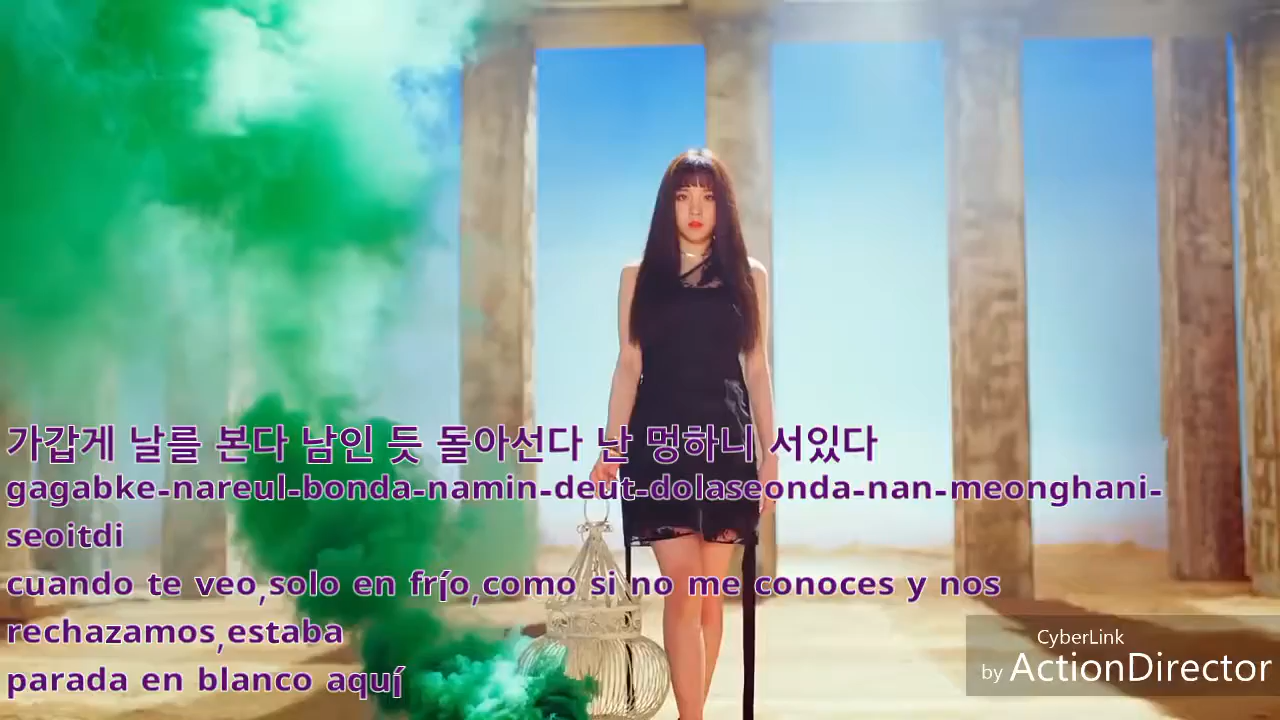 가갑게 날를 본다 남인 듯 돌아선다 난 멍하니 서있다
gagabke-nareul-bonda-namin-deut-dolaseonda-nan-meonghani-
seoitdi
cuando te veo,solo en frío,como si no me conoces y nos
rechazamos,estaba
parada en blanco aquí
CyberLink
by ActionDirector